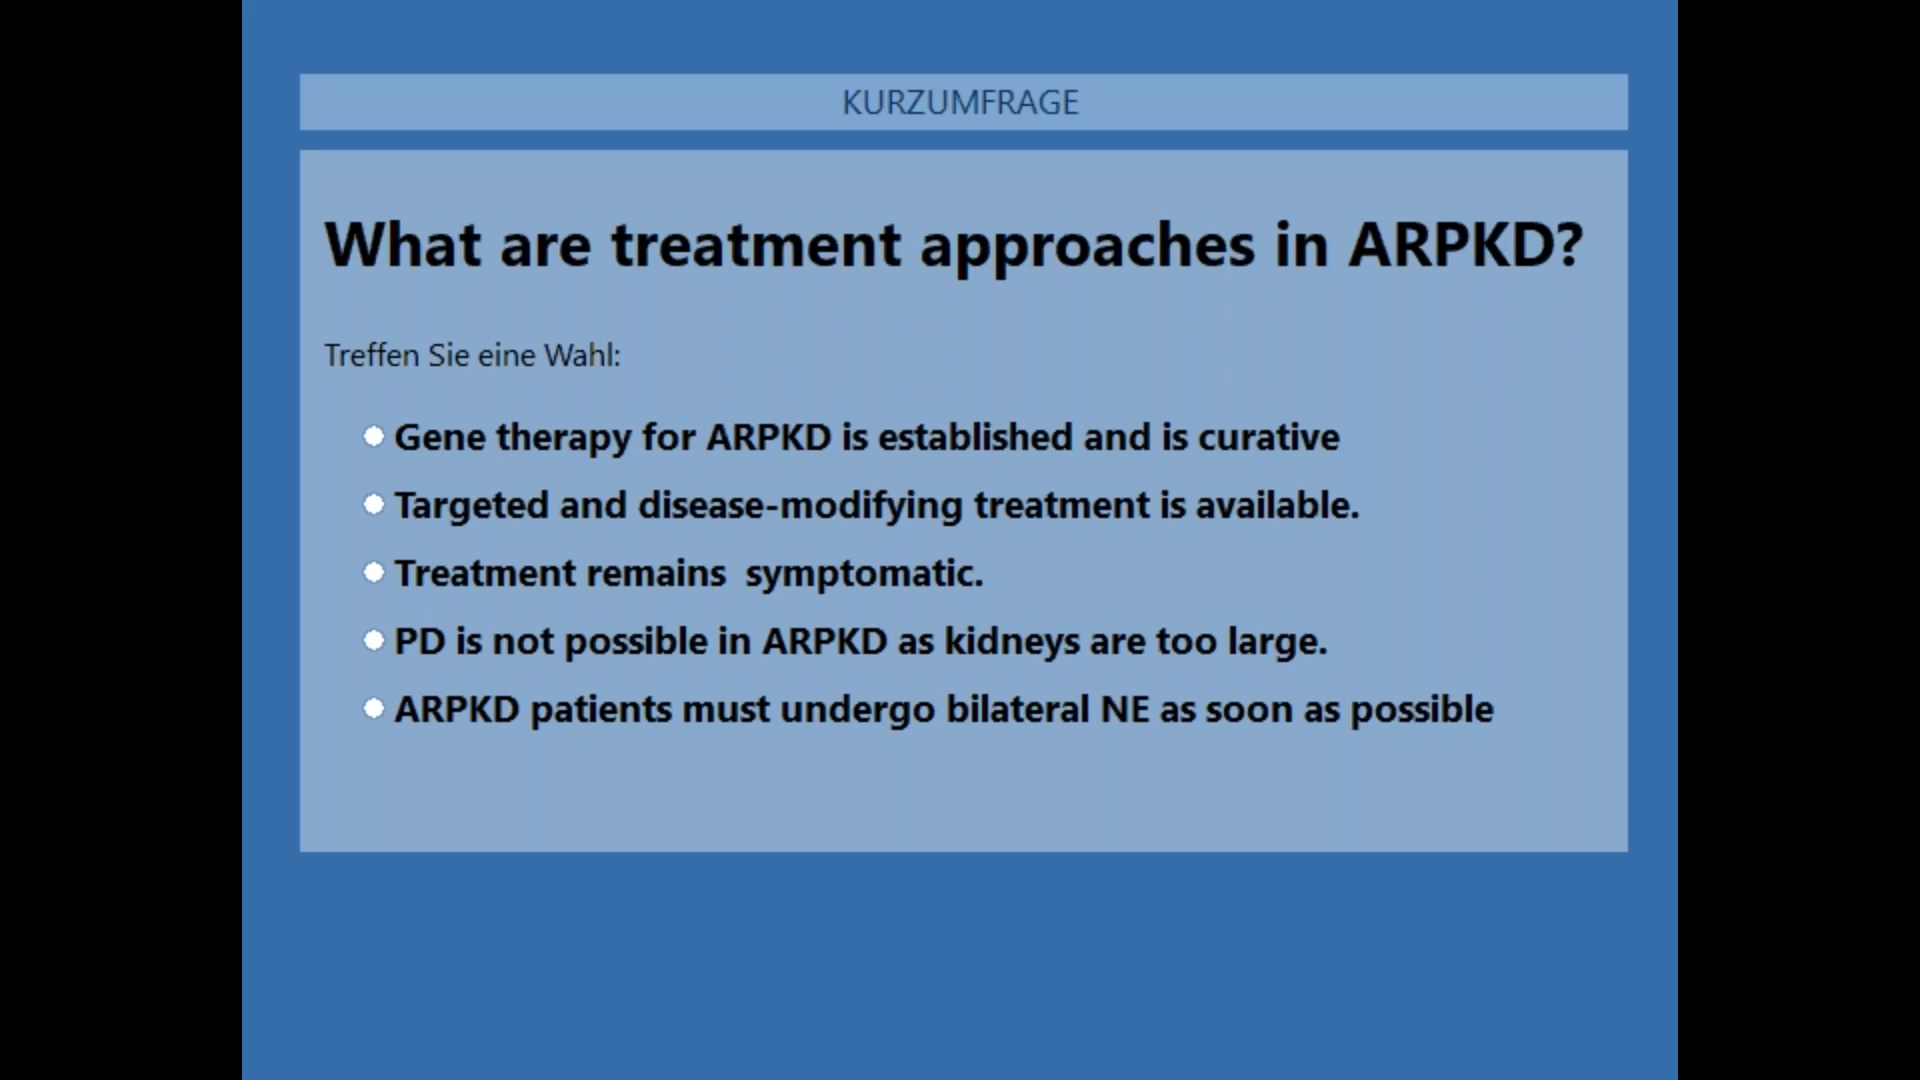 KURZUMFRAGE
What are treatment approaches in ARPKD?
Treffen Sie eine Wahl:
Gene therapy for ARPKD is established and is curative
Targeted and disease-modifying treatment is available.
Treatment remains  symptomatic.
PD is not possible in ARPKD as kidneys are too large.
ARPKD patients must undergo bilateral NE as soon as possible